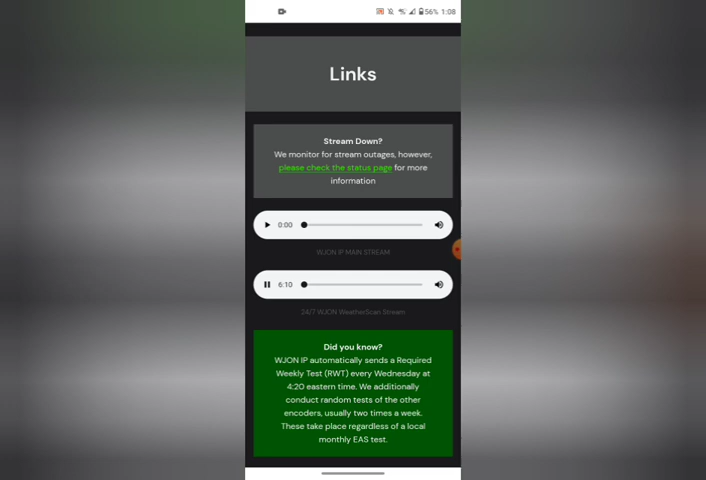 56% 1:08
Links
Stream Down?
We monitor for stream outages, however,
please check the status page for more
information
0:00
WJON IP MAIN STREAM
6:10
24/7 WJON WeatherScan Stream
Did you know?
WJON IP automatically sends a Required
Weekly Test (RWT) every Wednesday at
4:20 eastern time. We additionally
conduct random tests of the other
encoders, usually two times a week.
These take place regardless of a local
monthly EAS test.